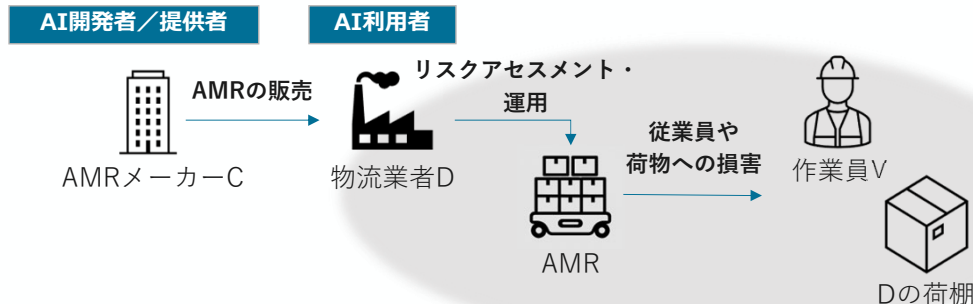 AI開発者／提供者
AI利用者
AMRの販売
リスクアセスメント・
運用
従業員や
荷物への損害
AMRメーカーC
物流業者D
作業員V
AMR
Dの荷棚